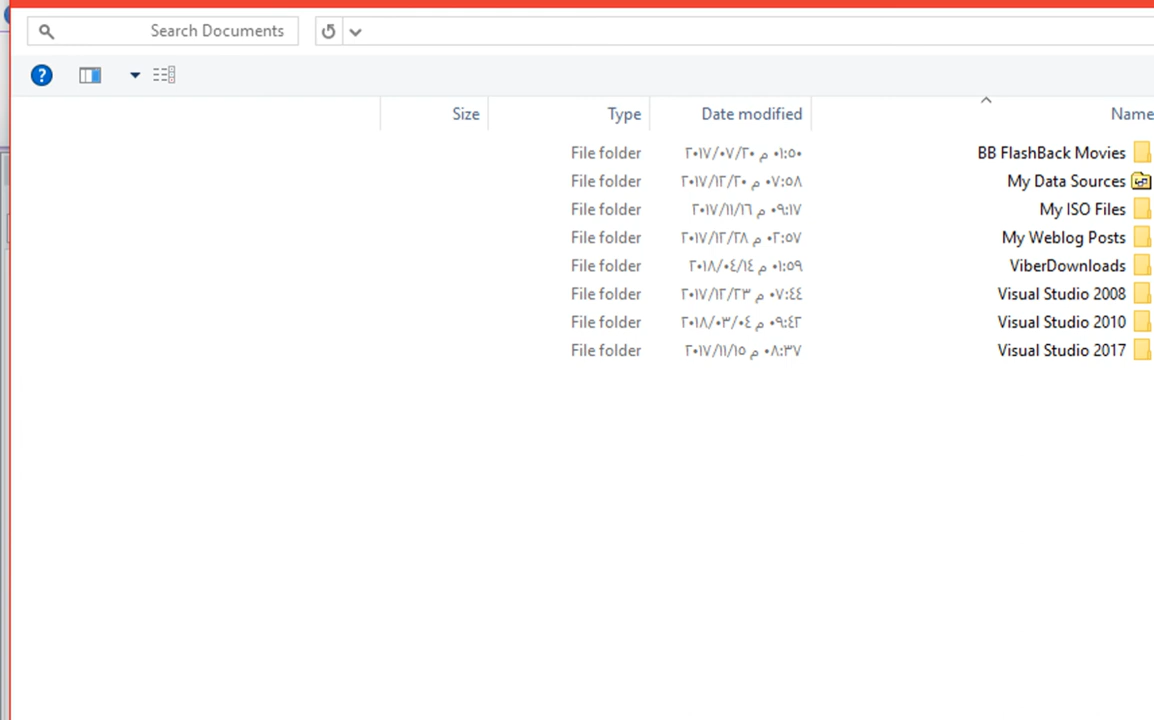 Search Documents
Name Date modified Type Size
BB FlashBack Movies ٢٠١٧/٠٧/٢٠ م ٠١:٥٠ File folder
My Data Sources ٢٠١٧/١٢/٢٠ م ٠٧:٥٨ File folder
My ISO Files ٢٠١٧/١١/١٦ م ٠٩:١٧ File folder
My Weblog Posts ٢٠١٧/١٢/٢٨ م ٠٢:٥٧ File folder
ViberDownloads ٢٠١٨/٠٤/١٤ م ٠١:٥٩ File folder
Visual Studio 2008 ٢٠١٧/١٢/٢٣ م ٠٧:٤٤ File folder
Visual Studio 2010 ٢٠١٨/٠٣/٠٤ م ٠٩:٤٢ File folder
Visual Studio 2017 ٢٠١٧/١١/١٥ م ٠٨:٣٧ File folder